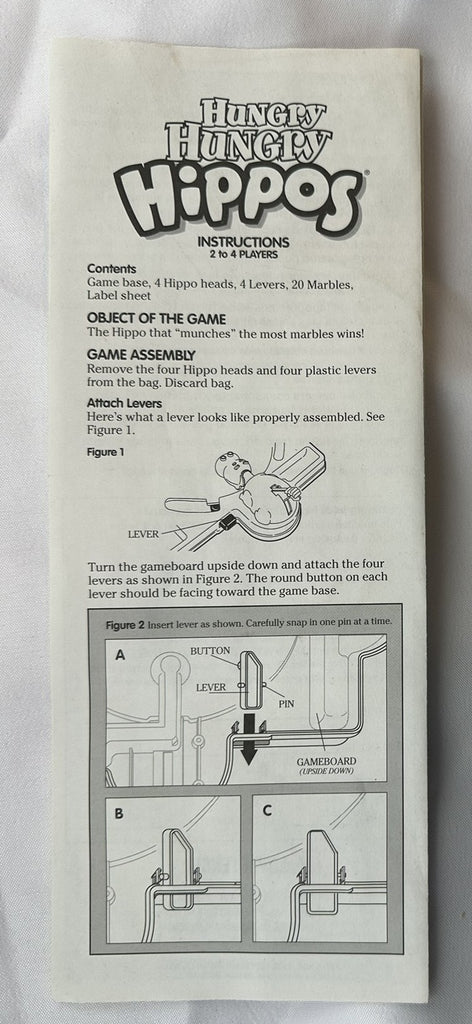 HUNGRY
HUNGRY
HIPPOS®
INSTRUCTIONS
2 to 4 PLAYERS
Contents
Game base, 4 Hippo heads, 4 Levers, 20 Marbles,
Label sheet
OBJECT OF THE GAME
The Hippo that “munches” the most marbles wins!
GAME ASSEMBLY
Remove the four Hippo heads and four plastic levers
from the bag. Discard bag.
Attach Levers
Here's what a lever looks like properly assembled. See
Figure 1.
Figure 1
LEVER
Turn the gameboard upside down and attach the four
levers as shown in Figure 2. The round button on each
lever should be facing toward the game base.
Figure 2 Insert lever as shown. Carefully snap in one pin at a time.
A
BUTTON
LEVER
PIN
GAMEBOARD
(UPSIDE DOWN)
B
C